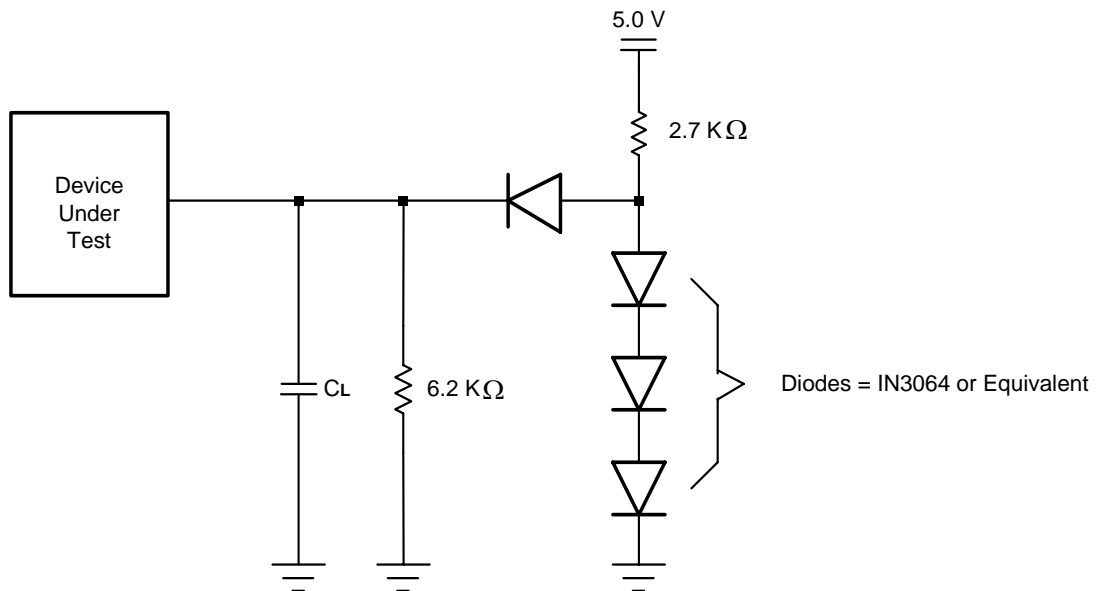 5.0 V
2.7 KΩ
Device
Under
Test
CL
6.2 KΩ
Diodes = IN3064 or Equivalent